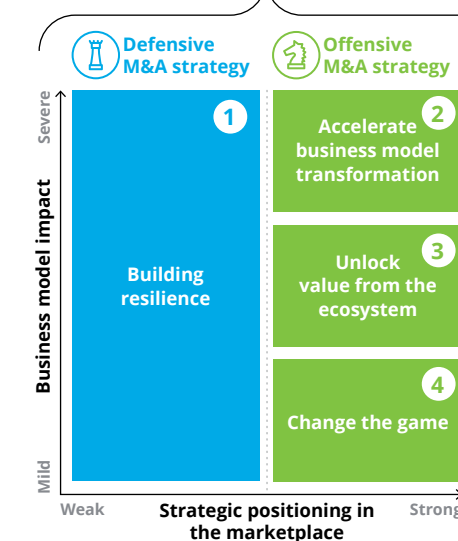 Defensive
M&A strategy
Offensive
M&A strategy
Severe
Business model impact
Mild
1
Building
resilience
2
Accelerate
business model
transformation
3
Unlock
value from the
ecosystem
4
Change the game
Weak
Strategic positioning in
the marketplace
Strong